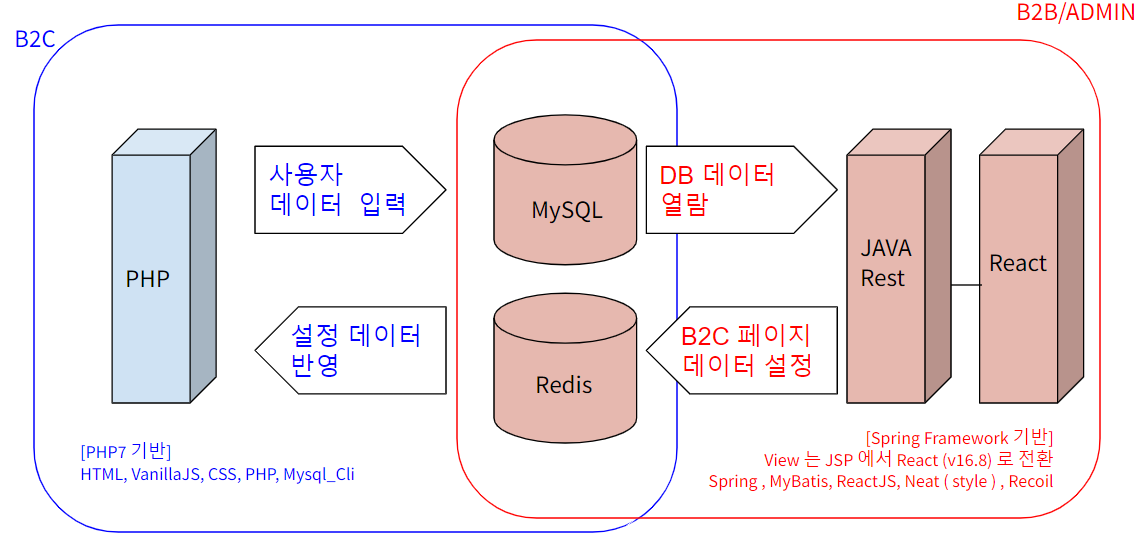 B2B/ADMIN
B2C
사용자
데이터 입력
MySQL
DB 데이터
열람
PHP
JAVA
Rest
React
설정 데이터
반영
Redis
B2C 페이지
데이터 설정
[PHP7 기반]
HTML, VanillaJS, CSS, PHP, Mysql_Cli
[Spring Framework 기반]
View 는 JSP 에서 React (v16.8) 로 전환
Spring , MyBatis, ReactJS, Neat ( style ) , Recoil